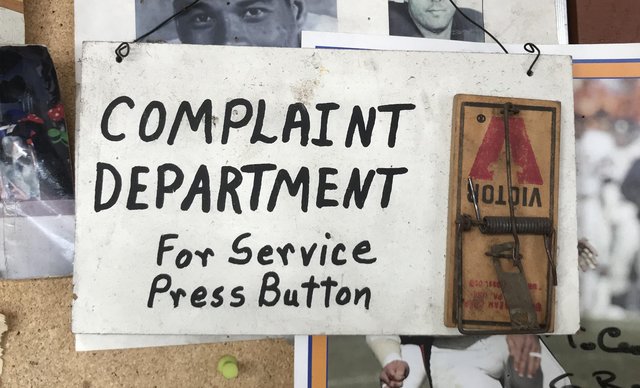 COMPLAINT
DEPARTMENT
For Service
Press Button
VICTOR